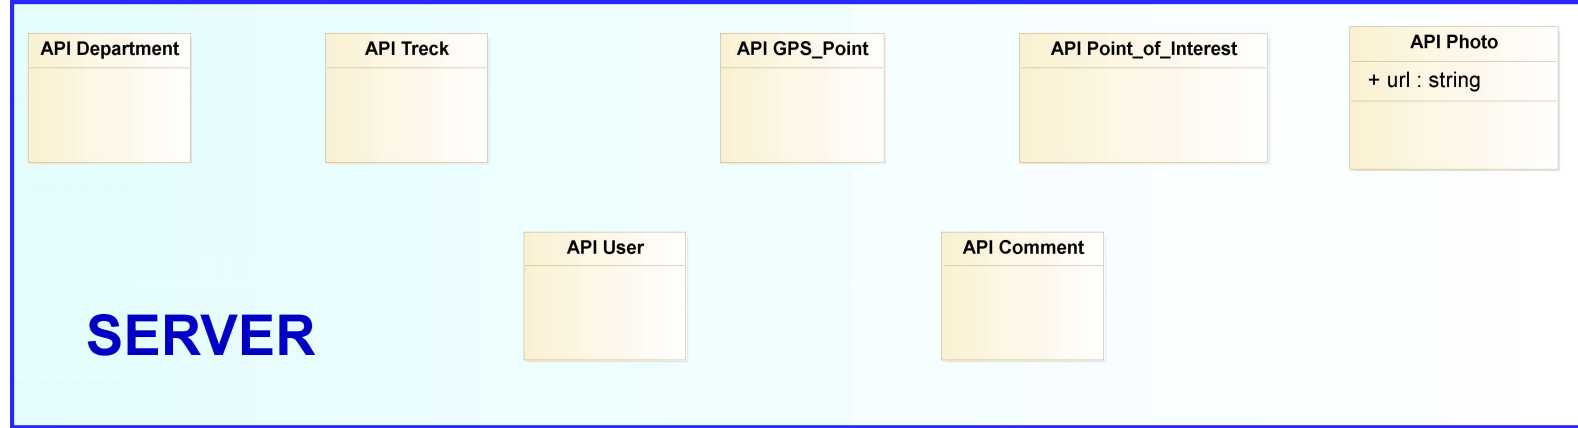 API Department
API Treck
API GPS_Point
API Point_of_Interest
API Photo
+ url : string
API User
API Comment
SERVER